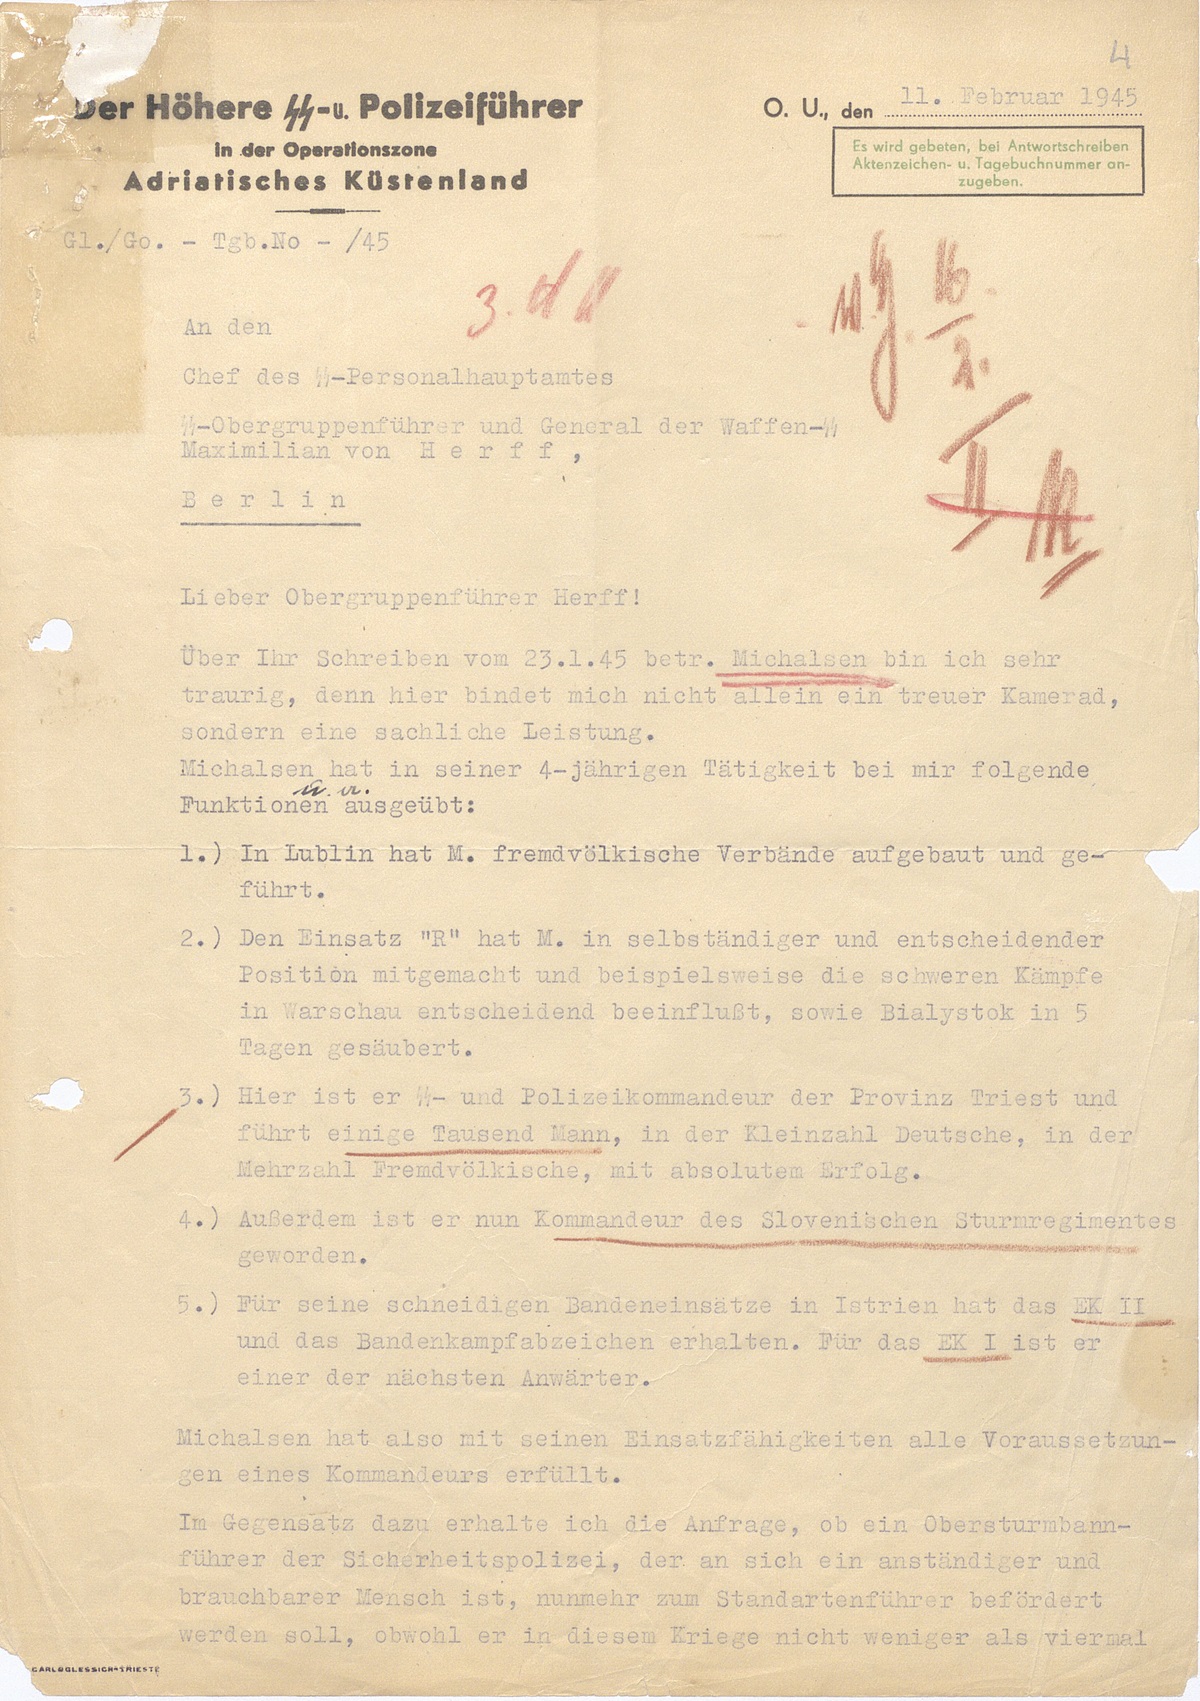 4
Der Höhere SS-u. Polizeiführer
in der Operationszone
Adriatisches Küstenland
O. U., den 11. Februar 1945
Es wird gebeten, bei Antwortschreiben
Aktenzeichen- u. Tagebuchnummer an-
zugeben.
Gl./Go. - Tgb.No - /45
An den
Chef des SS-Personalhauptamtes
SS-Obergruppenführer und General der Waffen-SS
Maximilian von H e r f f ,
B e r l i n
Lieber Obergruppenführer Herff!
Über Ihr Schreiben vom 23.1.45 betr. Michalsen bin ich sehr
traurig, denn hier bindet mich nicht allein ein treuer Kamerad,
sondern eine sachliche Leistung.
Michalsen hat in seiner 4-jährigen Tätigkeit bei mir folgende
u. a.
Funktionen ausgeübt:
1.) In Lublin hat M. fremdvölkische Verbände aufgebaut und ge-
führt.
2.) Den Einsatz "R" hat M. in selbständiger und entscheidender
Position mitgemacht und beispielsweise die schweren Kämpfe
in Warschau entscheidend beeinflußt, sowie Bialystok in 5
Tagen gesäubert.
3.) Hier ist er SS- und Polizeikommandeur der Provinz Triest und
führt einige Tausend Mann, in der Kleinzahl Deutsche, in der
Mehrzahl Fremdvölkische, mit absolutem Erfolg.
4.) Außerdem ist er nun Kommandeur des Slovenischen Sturmregimentes
geworden.
5.) Für seine schneidigen Bandeneinsätze in Istrien hat das EK II
und das Bandenkampfabzeichen erhalten. Für das EK I ist er
einer der nächsten Anwärter.
Michalsen hat also mit seinen Einsatzfähigkeiten alle Voraussetzun-
gen eines Kommandeurs erfüllt.
Im Gegensatz dazu erhalte ich die Anfrage, ob ein Obersturmbann-
führer der Sicherheitspolizei, der an sich ein anständiger und
brauchbarer Mensch ist, nunmehr zum Standartenführer befördert
werden soll, obwohl er in diesem Kriege nicht weniger als viermal